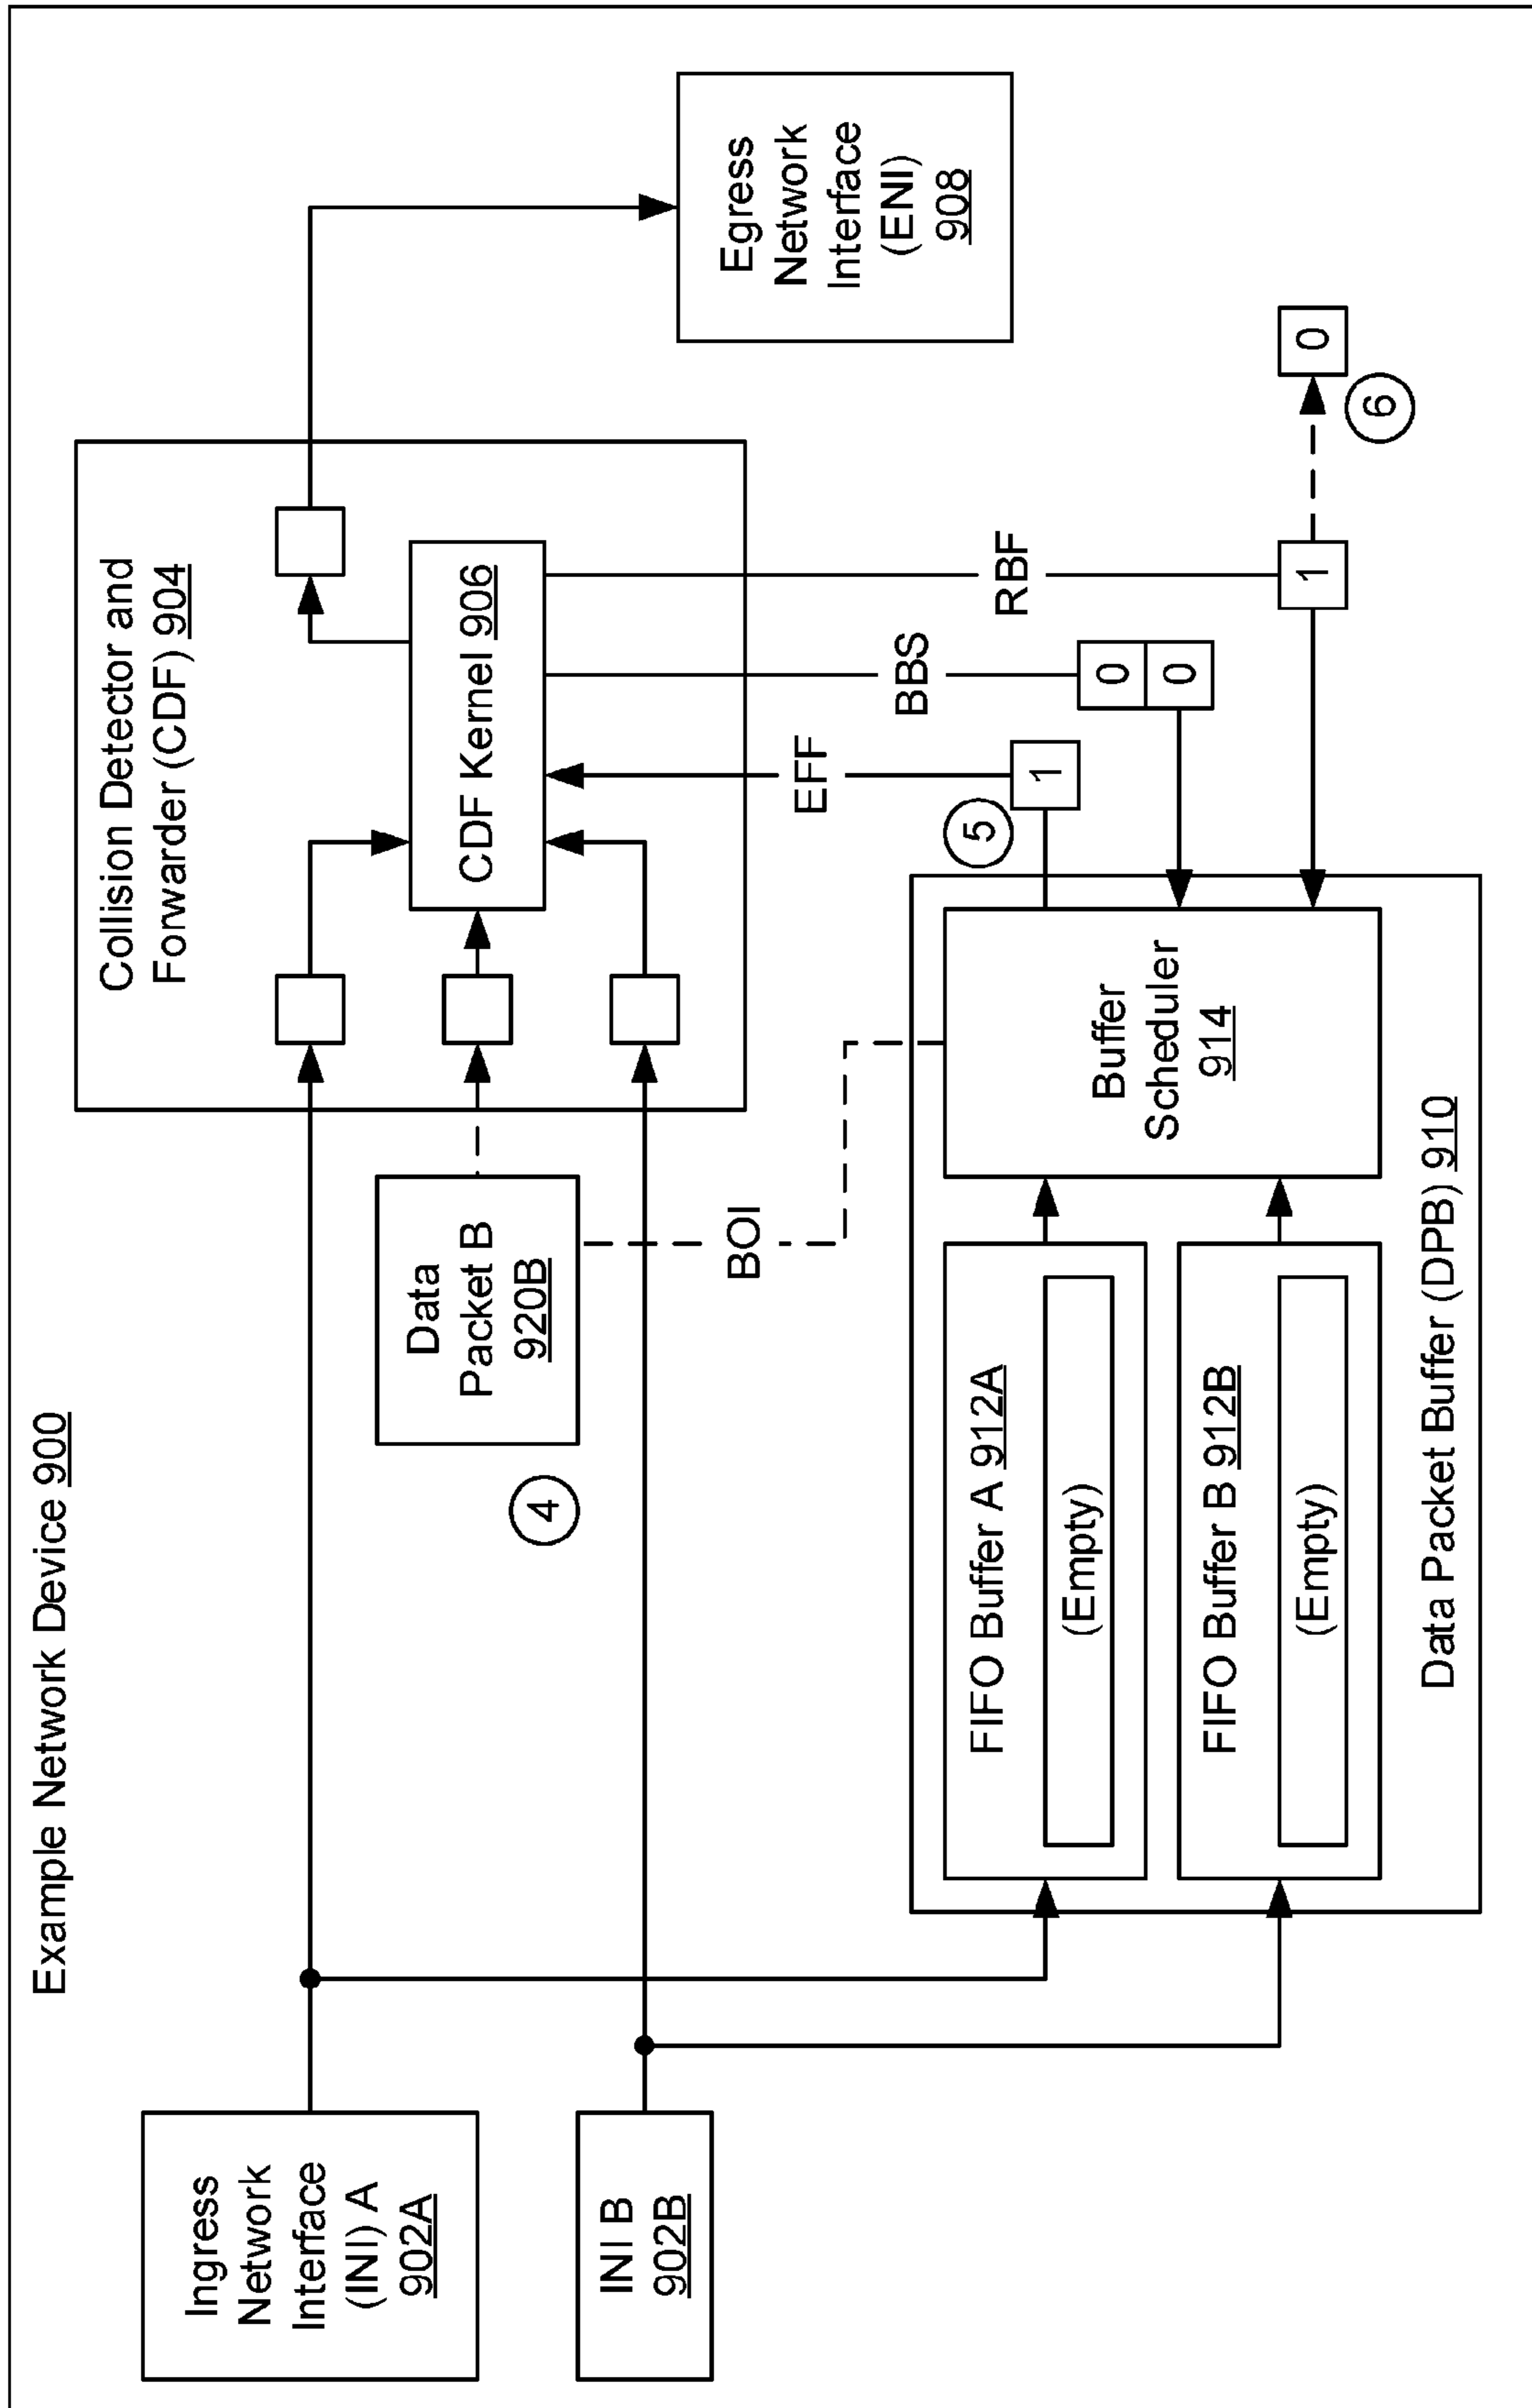 Example Network Device 900
Ingress
Network
Interface
(INI) A
902A
INI B
902B
Data
Packet B
920B
4
Collision Detector and
Forwarder (CDF) 904
CDF Kernel 906
Egress
Network
Interface
(ENI)
908
BOI
EFF
BBS
RBF
5
1
0
0
1
0
6
FIFO Buffer A 912A
(Empty)
FIFO Buffer B 912B
(Empty)
Buffer
Scheduler
914
Data Packet Buffer (DPB) 910